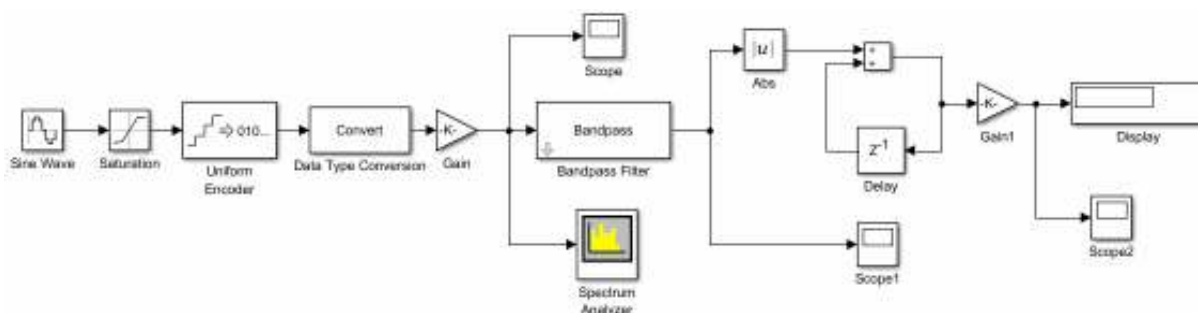 Scope
|u|
Abs
+
+
-K-
Gain1
Display
Sine Wave
Saturation
010...
Uniform
Encoder
Convert
Data Type Conversion
-K-
Gain
Bandpass
Bandpass Filter
Z-1
Delay
Scope1
Scope2
Spectrum
Analyzer